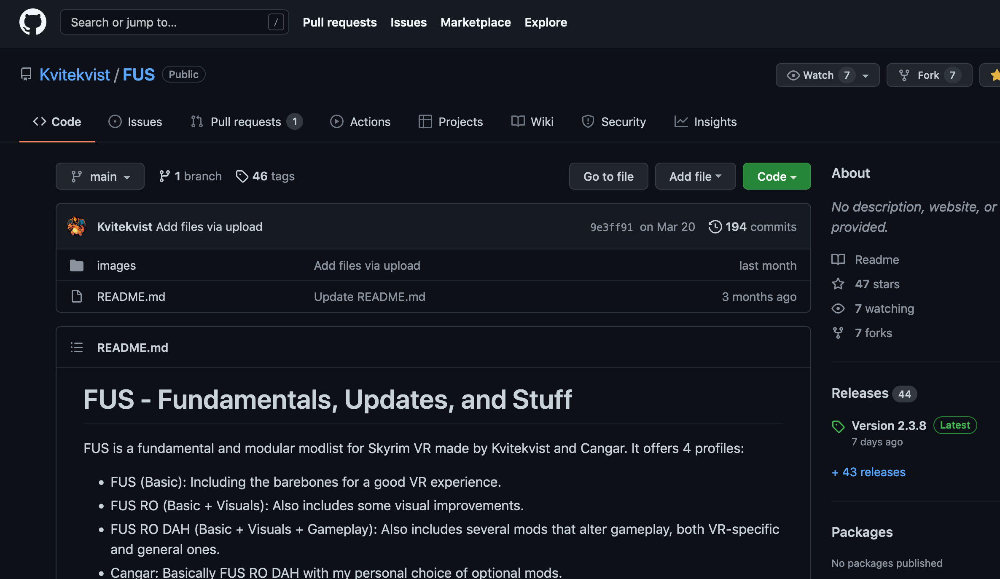 Search or jump to... /
Pull requests Issues Marketplace Explore
Kvitekvist / FUS Public
Watch 7 Fork 7
Code Issues Pull requests 1 Actions Projects Wiki Security Insights
main 1 branch 46 tags
Go to file Add file Code
Kvitekvist Add files via upload 9e3ff91 on Mar 20 194 commits
images Add files via upload last month
README.md Update README.md 3 months ago
README.md
FUS - Fundamentals, Updates, and Stuff
FUS is a fundamental and modular modlist for Skyrim VR made by Kvitekvist and Cangar. It offers 4 profiles:
• FUS (Basic): Including the barebones for a good VR experience.
• FUS RO (Basic + Visuals): Also includes some visual improvements.
• FUS RO DAH (Basic + Visuals + Gameplay): Also includes several mods that alter gameplay, both VR-specific
and general ones.
• Cangar: Basically FUS RO DAH with my personal choice of optional mods.
About
No description, website, or
provided.
Readme
47 stars
7 watching
7 forks
Releases 44
Version 2.3.8 Latest
7 days ago
+ 43 releases
Packages
No packages published